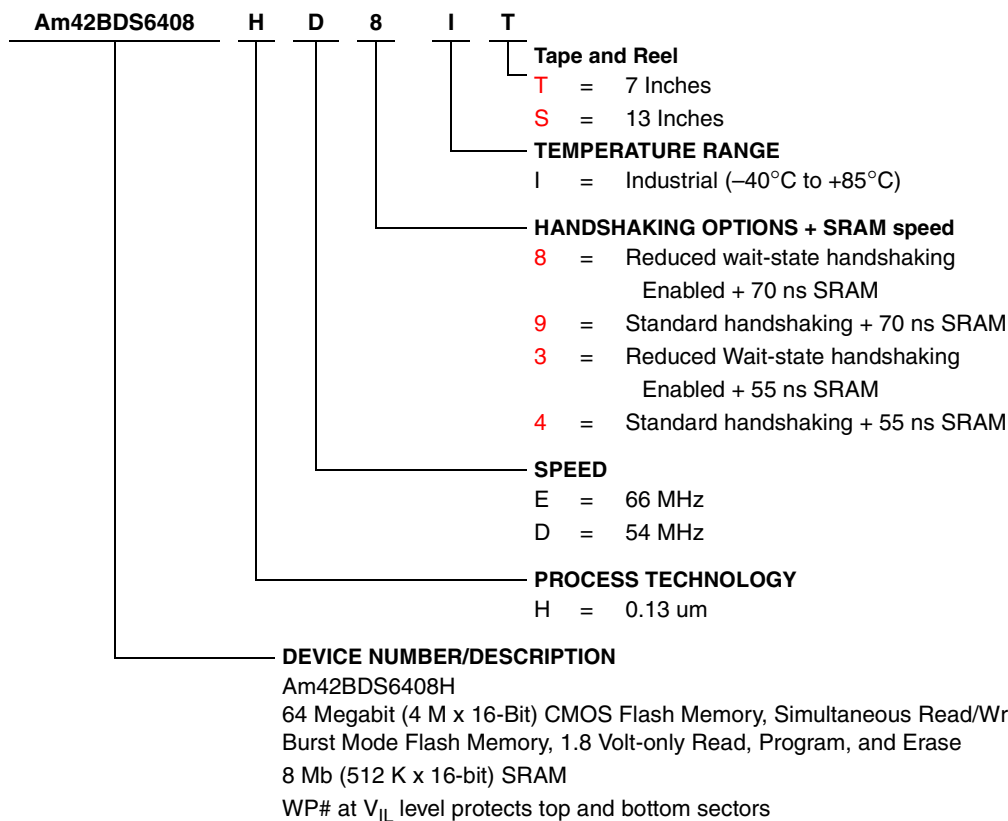 Am42BDS6408 H D 8 I T
Tape and Reel
T = 7 Inches
S = 13 Inches
TEMPERATURE RANGE
I = Industrial (–40°C to +85°C)
HANDSHAKING OPTIONS + SRAM speed
8 = Reduced wait-state handshaking
Enabled + 70 ns SRAM
9 = Standard handshaking + 70 ns SRAM
3 = Reduced Wait-state handshaking
Enabled + 55 ns SRAM
4 = Standard handshaking + 55 ns SRAM
SPEED
E = 66 MHz
D = 54 MHz
PROCESS TECHNOLOGY
H = 0.13 um
DEVICE NUMBER/DESCRIPTION
Am42BDS6408H
64 Megabit (4 M x 16-Bit) CMOS Flash Memory, Simultaneous Read/Wr
Burst Mode Flash Memory, 1.8 Volt-only Read, Program, and Erase
8 Mb (512 K x 16-bit) SRAM
WP# at VIL level protects top and bottom sectors